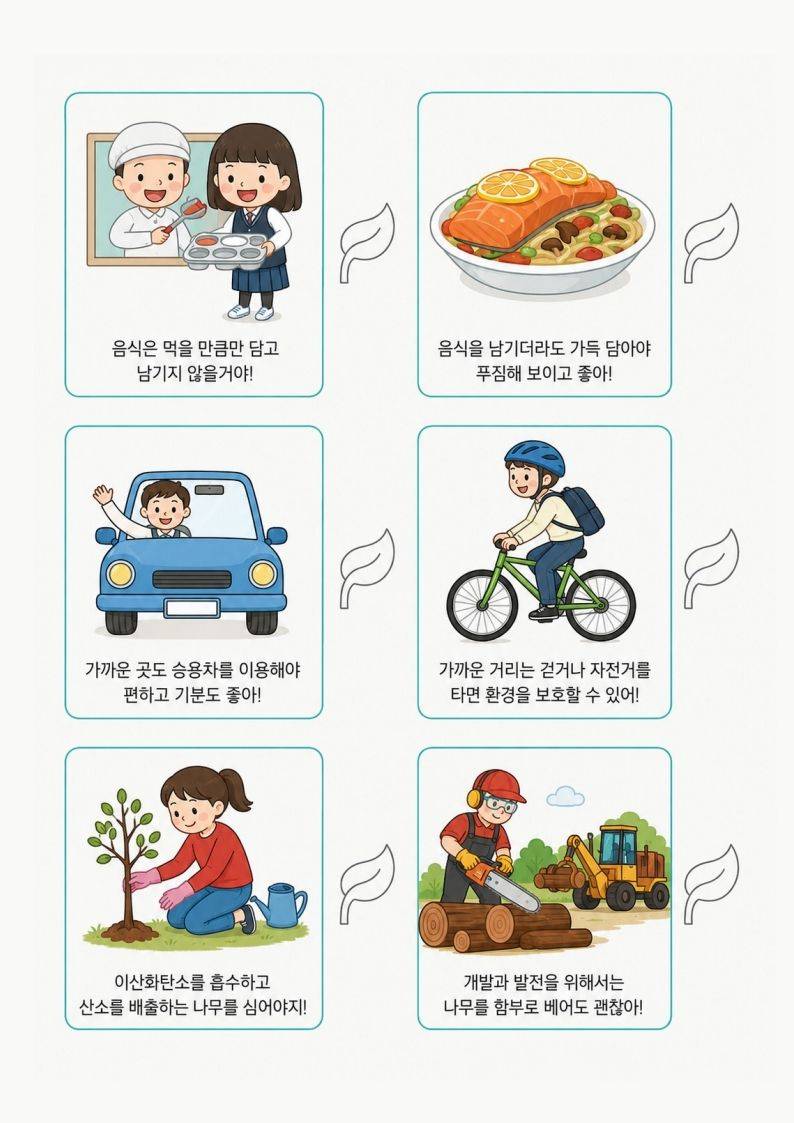 음식은 먹을 만큼만 담고
남기지 않을거야!
음식을 남기더라도 가득 담아야
푸짐해 보이고 좋아!
가까운 곳도 승용차를 이용해야
편하고 기분도 좋아!
가까운 거리는 걷거나 자전거를
타면 환경을 보호할 수 있어!
이산화탄소를 흡수하고
산소를 배출하는 나무를 심어야지!
개발과 발전을 위해서는
나무를 함부로 베어도 괜찮아!